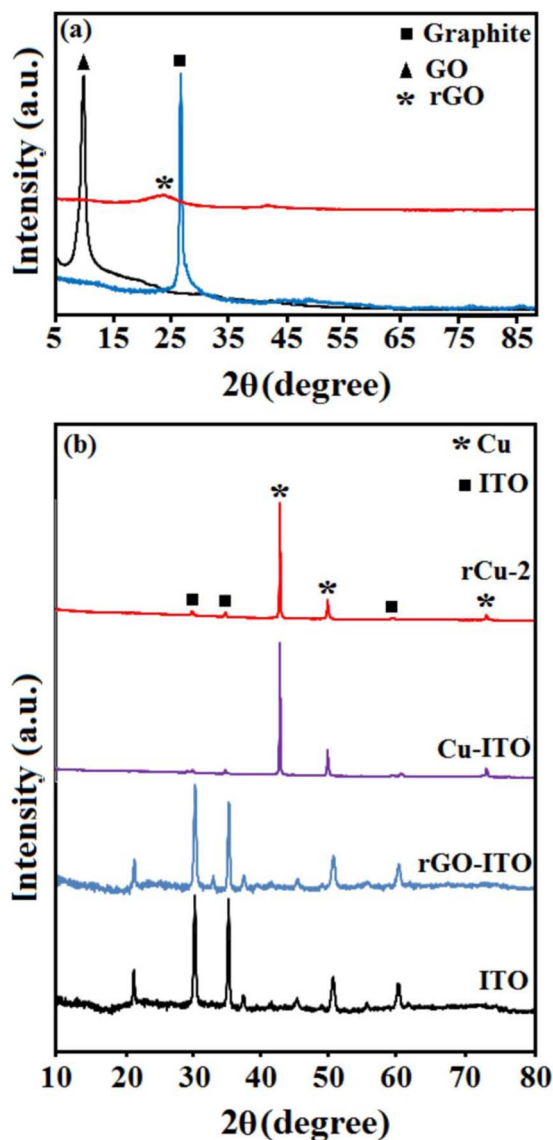 (a)
■ Graphite
▲ GO
* rGO
▲
■
*
Intensity (a.u.)
5 15 25 35 45 55 65 75 85
2θ (degree)
(b)
* Cu
■ ITO
*
rCu-2
■ ■ * ■ *
Cu-ITO
rGO-ITO
ITO
Intensity (a.u.)
10 20 30 40 50 60 70 80
2θ (degree)